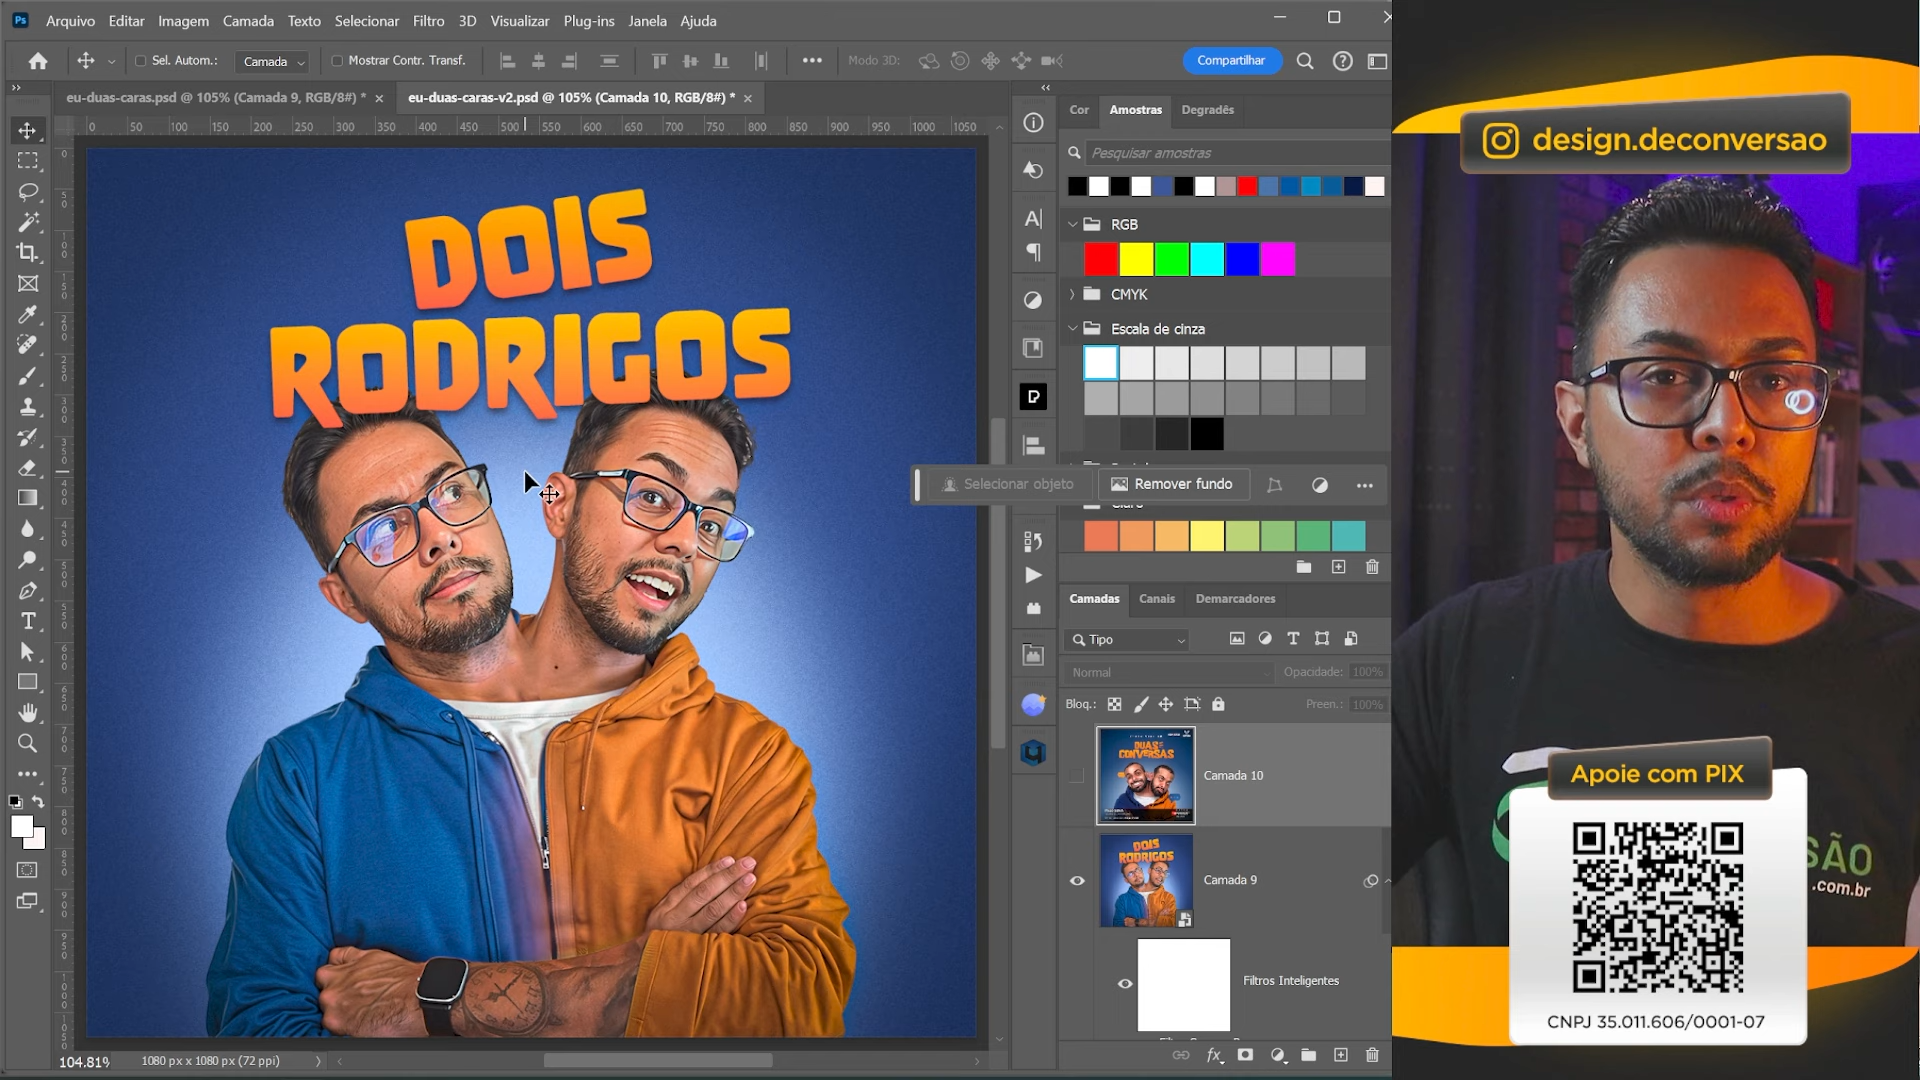 Ps Arquivo Editar Imagem Camada Texto Selecionar Filtro 3D Visualizar Plug-ins Janela Ajuda
Sel. Autom.: Camada Mostrar Contr. Transf. Modo 3D: Compartilhar
eu-duas-caras.psd @ 105% (Camada 9, RGB/8#) * × eu-duas-caras-v2.psd @ 105% (Camada 10, RGB/8#) * ×
0 50 100 150 200 250 300 350 400 450 500 550 600 650 700 750 800 850 900 950 1000 1050
DOIS
RODRIGOS
Cor Amostras Degradês
Pesquisar amostras
RGB
CMYK
Escala de cinza
Selecionar objeto Remover fundo
Claro
Camadas Canais Demarcadores
Tipo
Normal Opacidade: 100%
Bloq.: Preen.: 100%
DUAS
CONVERSAS
Camada 10
DOIS
RODRIGOS
Camada 9
Filtros Inteligentes
104.81% 1080 px x 1080 px (72 ppi)
design.deconversao
Apoie com PIX
SÃO
.com.br
CNPJ 35.011.606/0001-07